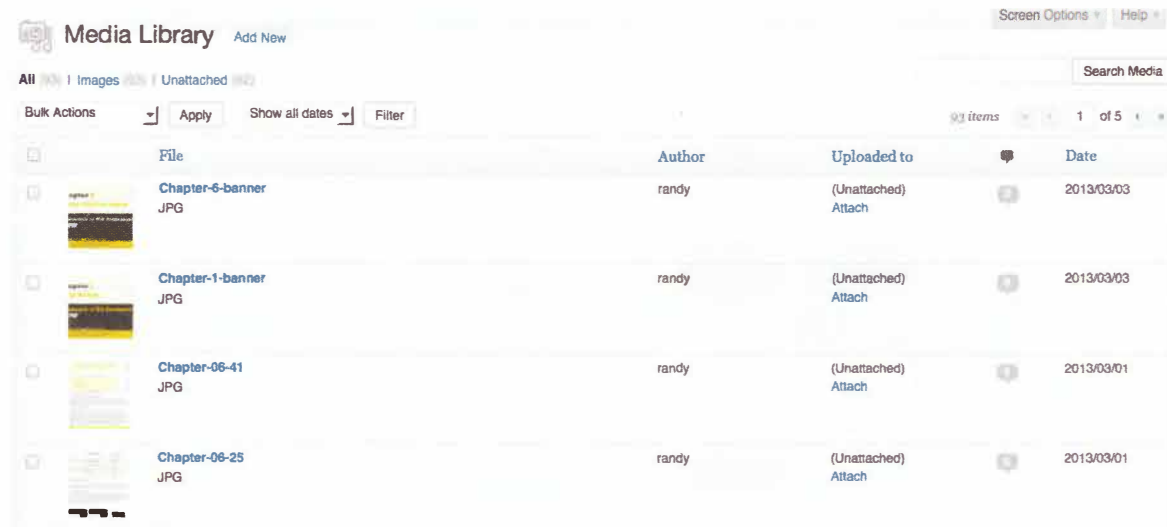 Screen Options Help
Media Library Add New
All | Images | Unattached
Search Media
Bulk Actions Apply Show all dates Filter 93 items 1 of 5
File Author Uploaded to Date
Chapter-6-banner randy (Unattached) 2013/03/03
JPG Attach
Chapter-1-banner randy (Unattached) 2013/03/03
JPG Attach
Chapter-06-41 randy (Unattached) 2013/03/01
JPG Attach
Chapter-06-25 randy (Unattached) 2013/03/01
JPG Attach